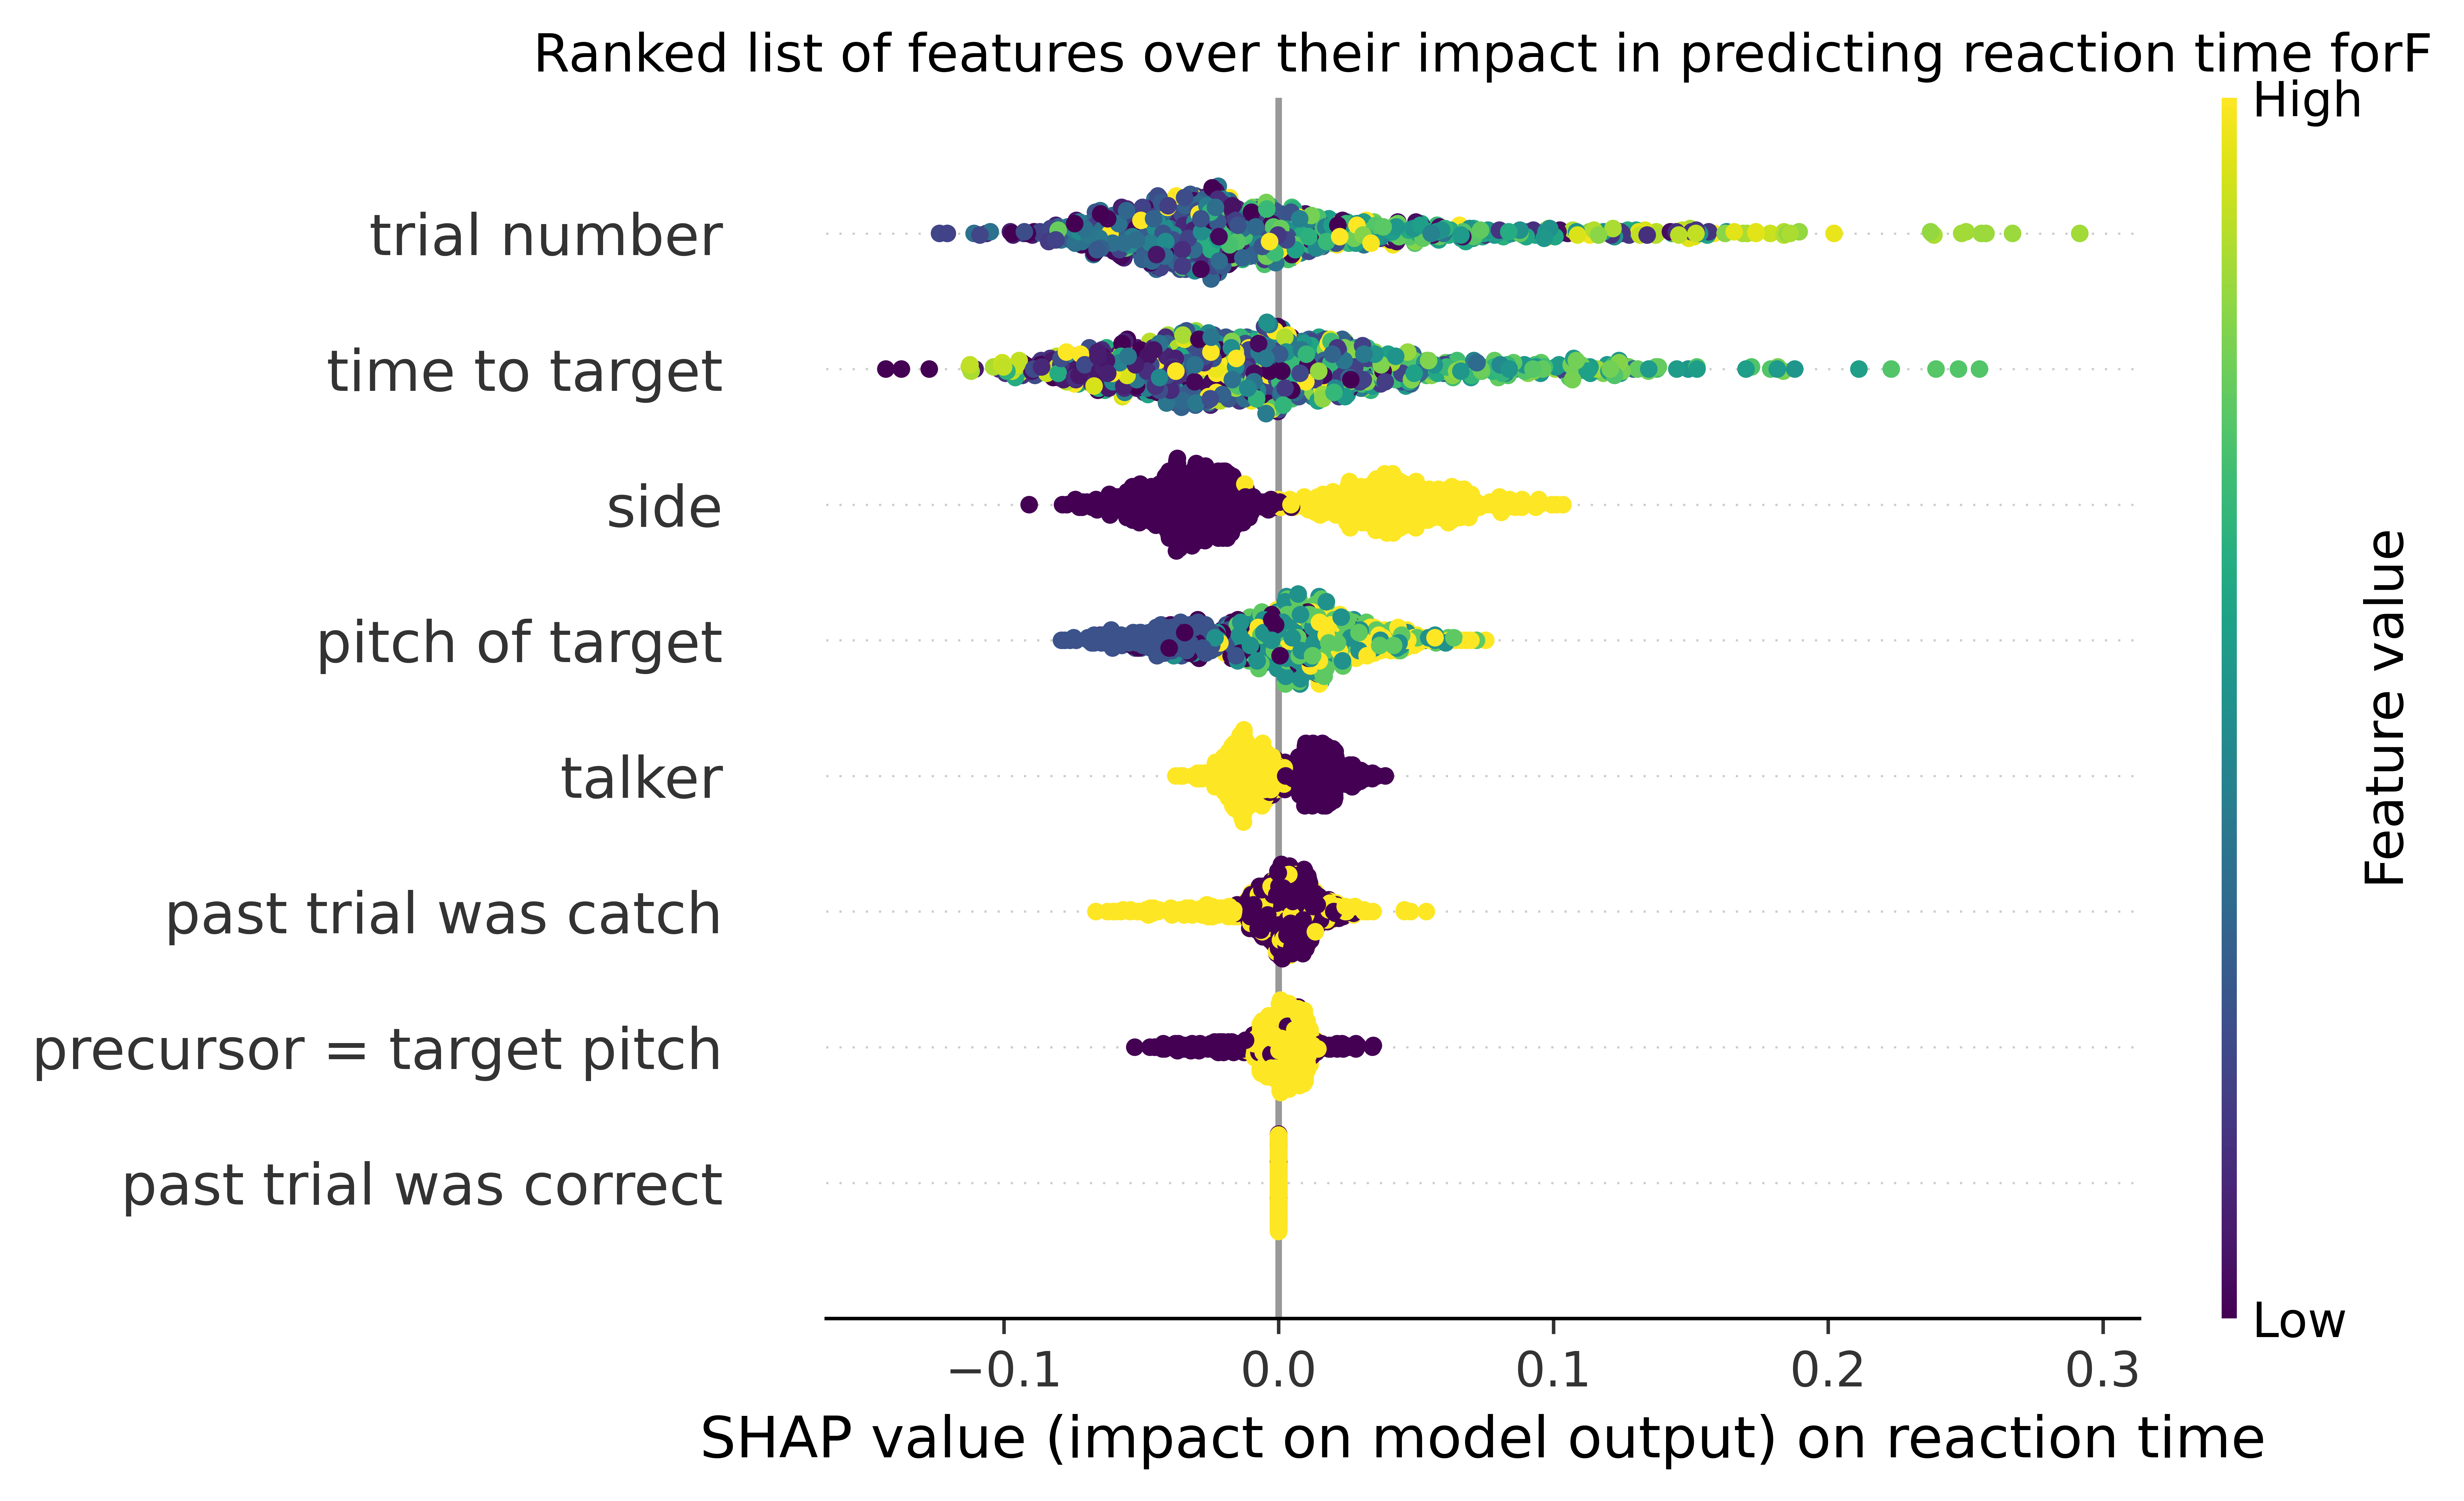 Ranked list of features over their impact in predicting reaction time forF
High
trial number
time to target
side
pitch of target
talker
past trial was catch
precursor = target pitch
past trial was correct
Feature value
Low
−0.1 0.0 0.1 0.2 0.3
SHAP value (impact on model output) on reaction time